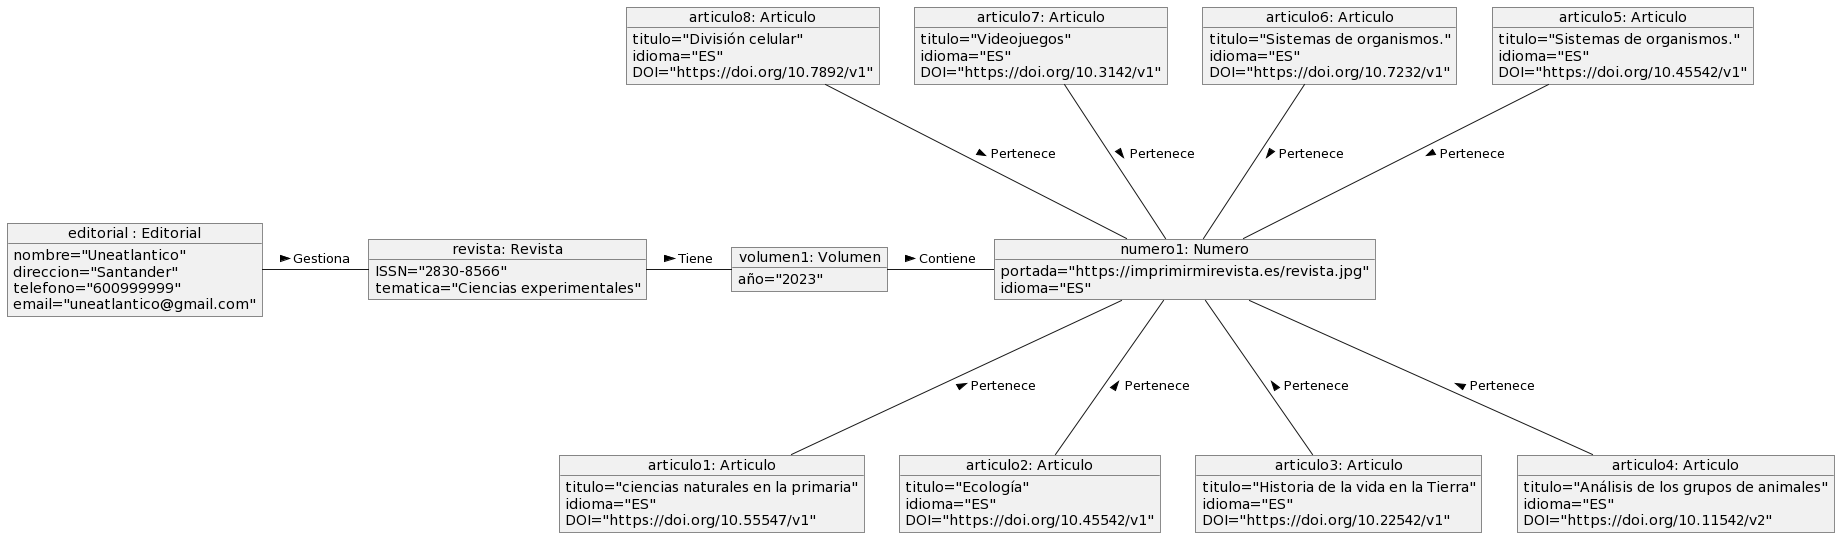 articulo8: Articulo
titulo="División celular"
idioma="ES"
DOI="https://doi.org/10.7892/v1"
articulo7: Articulo
titulo="Videojuegos"
idioma="ES"
DOI="https://doi.org/10.3142/v1"
articulo6: Articulo
titulo="Sistemas de organismos."
idioma="ES"
DOI="https://doi.org/10.7232/v1"
articulo5: Articulo
titulo="Sistemas de organismos."
idioma="ES"
DOI="https://doi.org/10.45542/v1"
Pertenece
Pertenece
Pertenece
Pertenece
editorial : Editorial
nombre="Uneatlantico"
direccion="Santander"
telefono="600999999"
email="uneatlantico@gmail.com"
Gestiona
revista: Revista
ISSN="2830-8566"
tematica="Ciencias experimentales"
Tiene
volumen1: Volumen
año="2023"
Contiene
numero1: Numero
portada="https://imprimirmirevista.es/revista.jpg"
idioma="ES"
Pertenece
Pertenece
Pertenece
Pertenece
articulo1: Articulo
titulo="ciencias naturales en la primaria"
idioma="ES"
DOI="https://doi.org/10.55547/v1"
articulo2: Articulo
titulo="Ecología"
idioma="ES"
DOI="https://doi.org/10.45542/v1"
articulo3: Articulo
titulo="Historia de la vida en la Tierra"
idioma="ES"
DOI="https://doi.org/10.22542/v1"
articulo4: Articulo
titulo="Análisis de los grupos de animales"
idioma="ES"
DOI="https://doi.org/10.11542/v2"